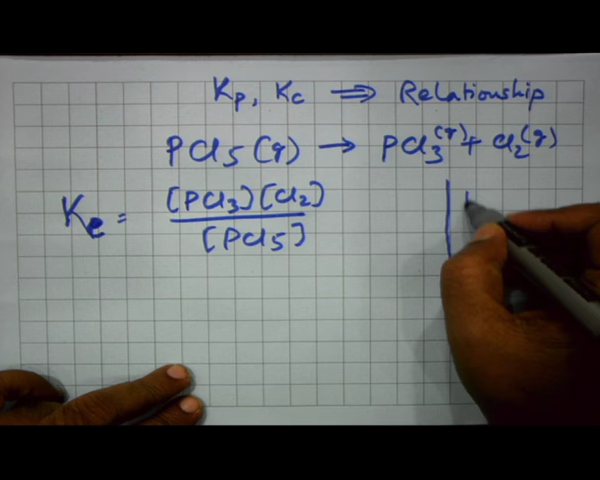 Kp, Kc ⇒ Relationship
PCl5 (g) → PCl3(g) + Cl2(g)
Kc = [PCl3][Cl2] / [PCl5]